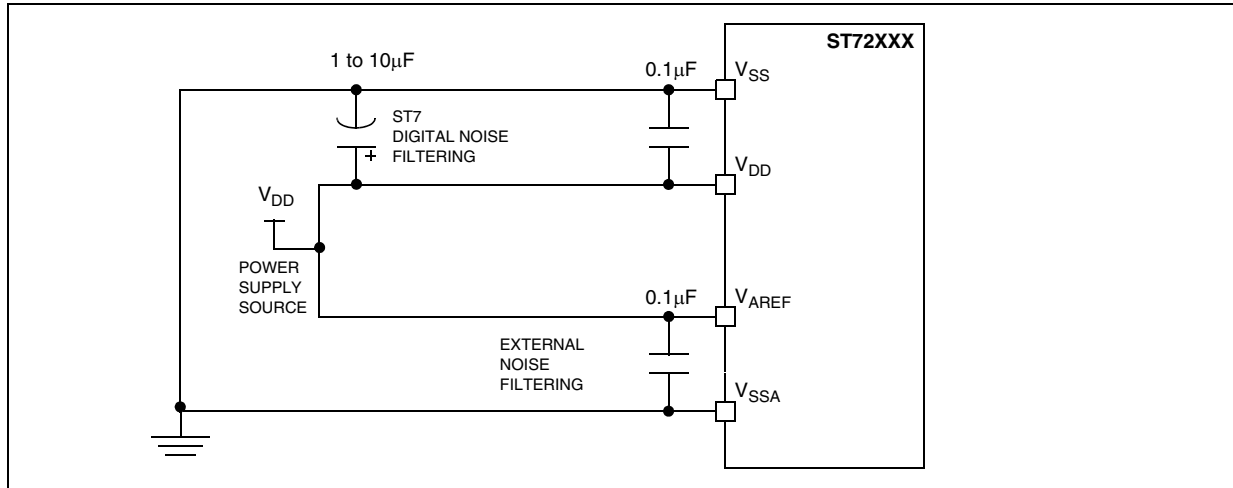 ST72XXX
1 to 10μF
0.1μF
VSS
ST7
DIGITAL NOISE
FILTERING
+
VDD
VDD
POWER
SUPPLY
SOURCE
0.1μF
VAREF
EXTERNAL
NOISE
FILTERING
VSSA